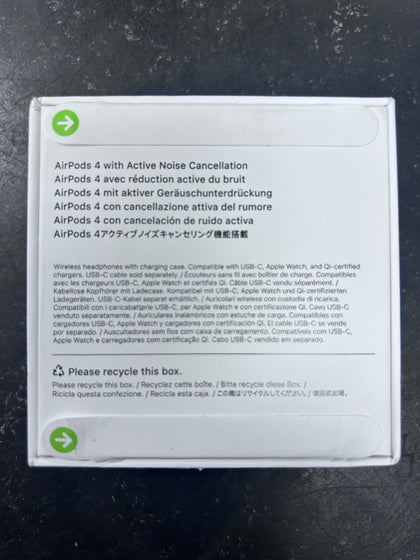 AirPods 4 with Active Noise Cancellation
AirPods 4 avec réduction active du bruit
AirPods 4 mit aktiver Geräuschunterdrückung
AirPods 4 con cancellazione attiva del rumore
AirPods 4 con cancelación de ruido activa
AirPods 4アクティブノイズキャンセリング機能搭載
Wireless headphones with charging case. Compatible with USB-C, Apple Watch, and Qi-certified
chargers. USB-C cable sold separately. / Écouteurs sans fil avec boîtier de charge. Compatibles
avec les chargeurs USB-C, Apple Watch et certifiés Qi. Câble USB-C vendu séparément. /
Kabellose Kopfhörer mit Ladecase. Kompatibel mit USB-C, Apple Watch und Qi-zertifizierten
Ladegeräten. USB-C-Kabel separat erhältlich. / Auricolari wireless con custodia di ricarica.
Compatibili con i caricabatterie USB-C, per Apple Watch e con certificazione Qi. Cavo USB-C
venduto separatamente. / Auriculares inalámbricos con estuche de carga. Compatibles con
cargadores USB-C, Apple Watch y cargadores con certificación Qi. El cable USB-C se vende
por separado. / Auscultadores sem fios com caixa de carregamento. Compatíveis com USB-C,
Apple Watch e carregadores com certificação Qi. Cabo USB-C vendido em separado.
Please recycle this box.
Please recycle this box. / Recyclez cette boîte. / Bitte recycle diese Box. /
Ricicla questa confezione. / Recicla esta caja. / この箱はリサイクルしてください。/ 请回收此箱。